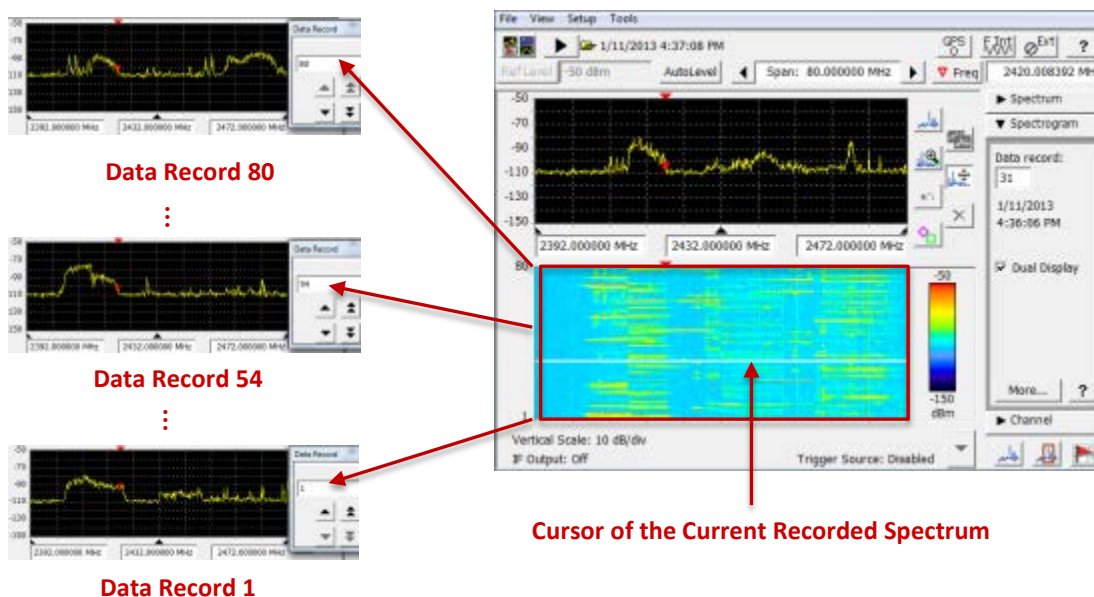 -50
-70
-90
-110
-130
-150
2392.000000 MHz
2432.000000 MHz
2472.000000 MHz
Data Record
80
Data Record 80
⋮
-50
-70
-90
110
130
150
2392.000000 MHz
2432.000000 MHz
2472.000000 MHz
Data Record
54
Data Record 54
⋮
-50
-70
-90
-110
-130
2392.000000 MHz
2432.000000 MHz
2472.000000 MHz
Data Record
1
Data Record 1
File View Setup Tools
1/11/2013 4:37:08 PM
GPS
F Int
Ext
?
Ref Level -50 dBm
AutoLevel
Span: 80.000000 MHz
Freq
2420.008392 MH
-50
-70
-90
-110
-130
-150
2392.000000 MHz
2432.000000 MHz
2472.000000 MHz
80
1
-50
-150
dBm
Spectrum
Spectrogram
Data record:
31
1/11/2013
4:36:06 PM
Dual Display
More... ?
Channel
Vertical Scale: 10 dB/div
IF Output: Off
Trigger Source: Disabled
Cursor of the Current Recorded Spectrum